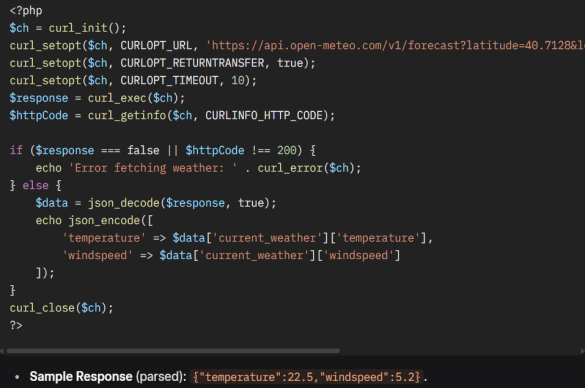 <?php
$ch = curl_init();
curl_setopt($ch, CURLOPT_URL, 'https://api.open-meteo.com/v1/forecast?latitude=40.7128&l
curl_setopt($ch, CURLOPT_RETURNTRANSFER, true);
curl_setopt($ch, CURLOPT_TIMEOUT, 10);
$response = curl_exec($ch);
$httpCode = curl_getinfo($ch, CURLINFO_HTTP_CODE);

if ($response === false || $httpCode !== 200) {
    echo 'Error fetching weather: ' . curl_error($ch);
} else {
    $data = json_decode($response, true);
    echo json_encode([
        'temperature' => $data['current_weather']['temperature'],
        'windspeed' => $data['current_weather']['windspeed']
    ]);
}
curl_close($ch);
?>
• Sample Response (parsed): {"temperature":22.5,"windspeed":5.2}.